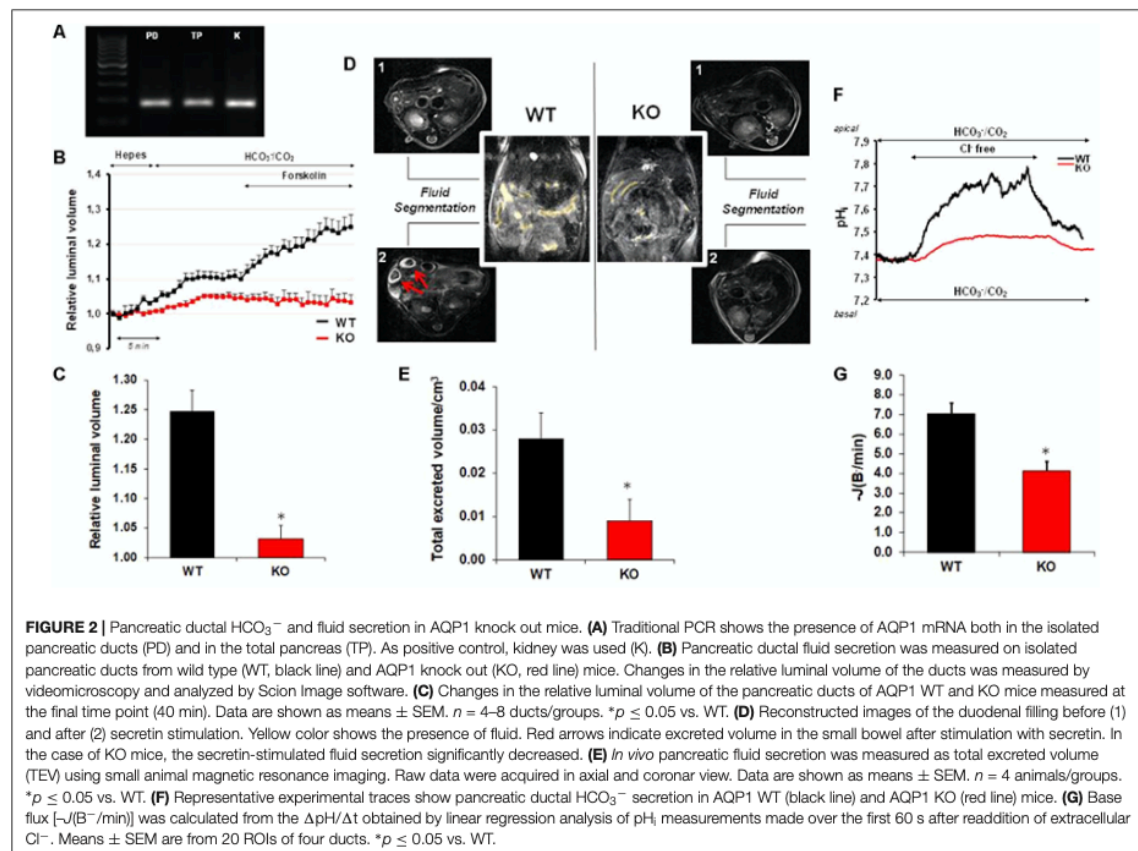 A
PD TP K
B
Hepes
HCO₃⁻/CO₂
Forskolin
Relative luminal volume
1,4
1,3
1,2
1,1
1,0
0,9
5 min
WT
KO
C
Relative luminal volume
1.30
1.25
1.20
1.15
1.10
1.05
1.00
*
WT KO
D
1
WT
KO
1
Fluid
Segmentation
Fluid
Segmentation
2
2
E
Total excreted volume/cm³
0.04
0.03
0.02
0.01
0.00
*
WT KO
F
apical
HCO₃⁻/CO₂
Cl⁻ free
WT
KO
pHᵢ
7,8
7,7
7,6
7,5
7,4
7,3
7,2
HCO₃⁻/CO₂
basal
G
-J(B⁻/min)
9.0
8.0
7.0
6.0
5.0
4.0
3.0
2.0
1.0
0.0
*
WT KO
FIGURE 2 | Pancreatic ductal HCO₃⁻ and fluid secretion in AQP1 knock out mice. (A) Traditional PCR shows the presence of AQP1 mRNA both in the isolated
pancreatic ducts (PD) and in the total pancreas (TP). As positive control, kidney was used (K). (B) Pancreatic ductal fluid secretion was measured on isolated
pancreatic ducts from wild type (WT, black line) and AQP1 knock out (KO, red line) mice. Changes in the relative luminal volume of the ducts was measured by
videomicroscopy and analyzed by Scion Image software. (C) Changes in the relative luminal volume of the pancreatic ducts of AQP1 WT and KO mice measured at
the final time point (40 min). Data are shown as means ± SEM. n = 4–8 ducts/groups. *p ≤ 0.05 vs. WT. (D) Reconstructed images of the duodenal filling before (1)
and after (2) secretin stimulation. Yellow color shows the presence of fluid. Red arrows indicate excreted volume in the small bowel after stimulation with secretin. In
the case of KO mice, the secretin-stimulated fluid secretion significantly decreased. (E) In vivo pancreatic fluid secretion was measured as total excreted volume
(TEV) using small animal magnetic resonance imaging. Raw data were acquired in axial and coronar view. Data are shown as means ± SEM. n = 4 animals/groups.
*p ≤ 0.05 vs. WT. (F) Representative experimental traces show pancreatic ductal HCO₃⁻ secretion in AQP1 WT (black line) and AQP1 KO (red line) mice. (G) Base
flux [–J(B⁻/min)] was calculated from the ΔpH/Δt obtained by linear regression analysis of pHᵢ measurements made over the first 60 s after readdition of extracellular
Cl⁻. Means ± SEM are from 20 ROIs of four ducts. *p ≤ 0.05 vs. WT.